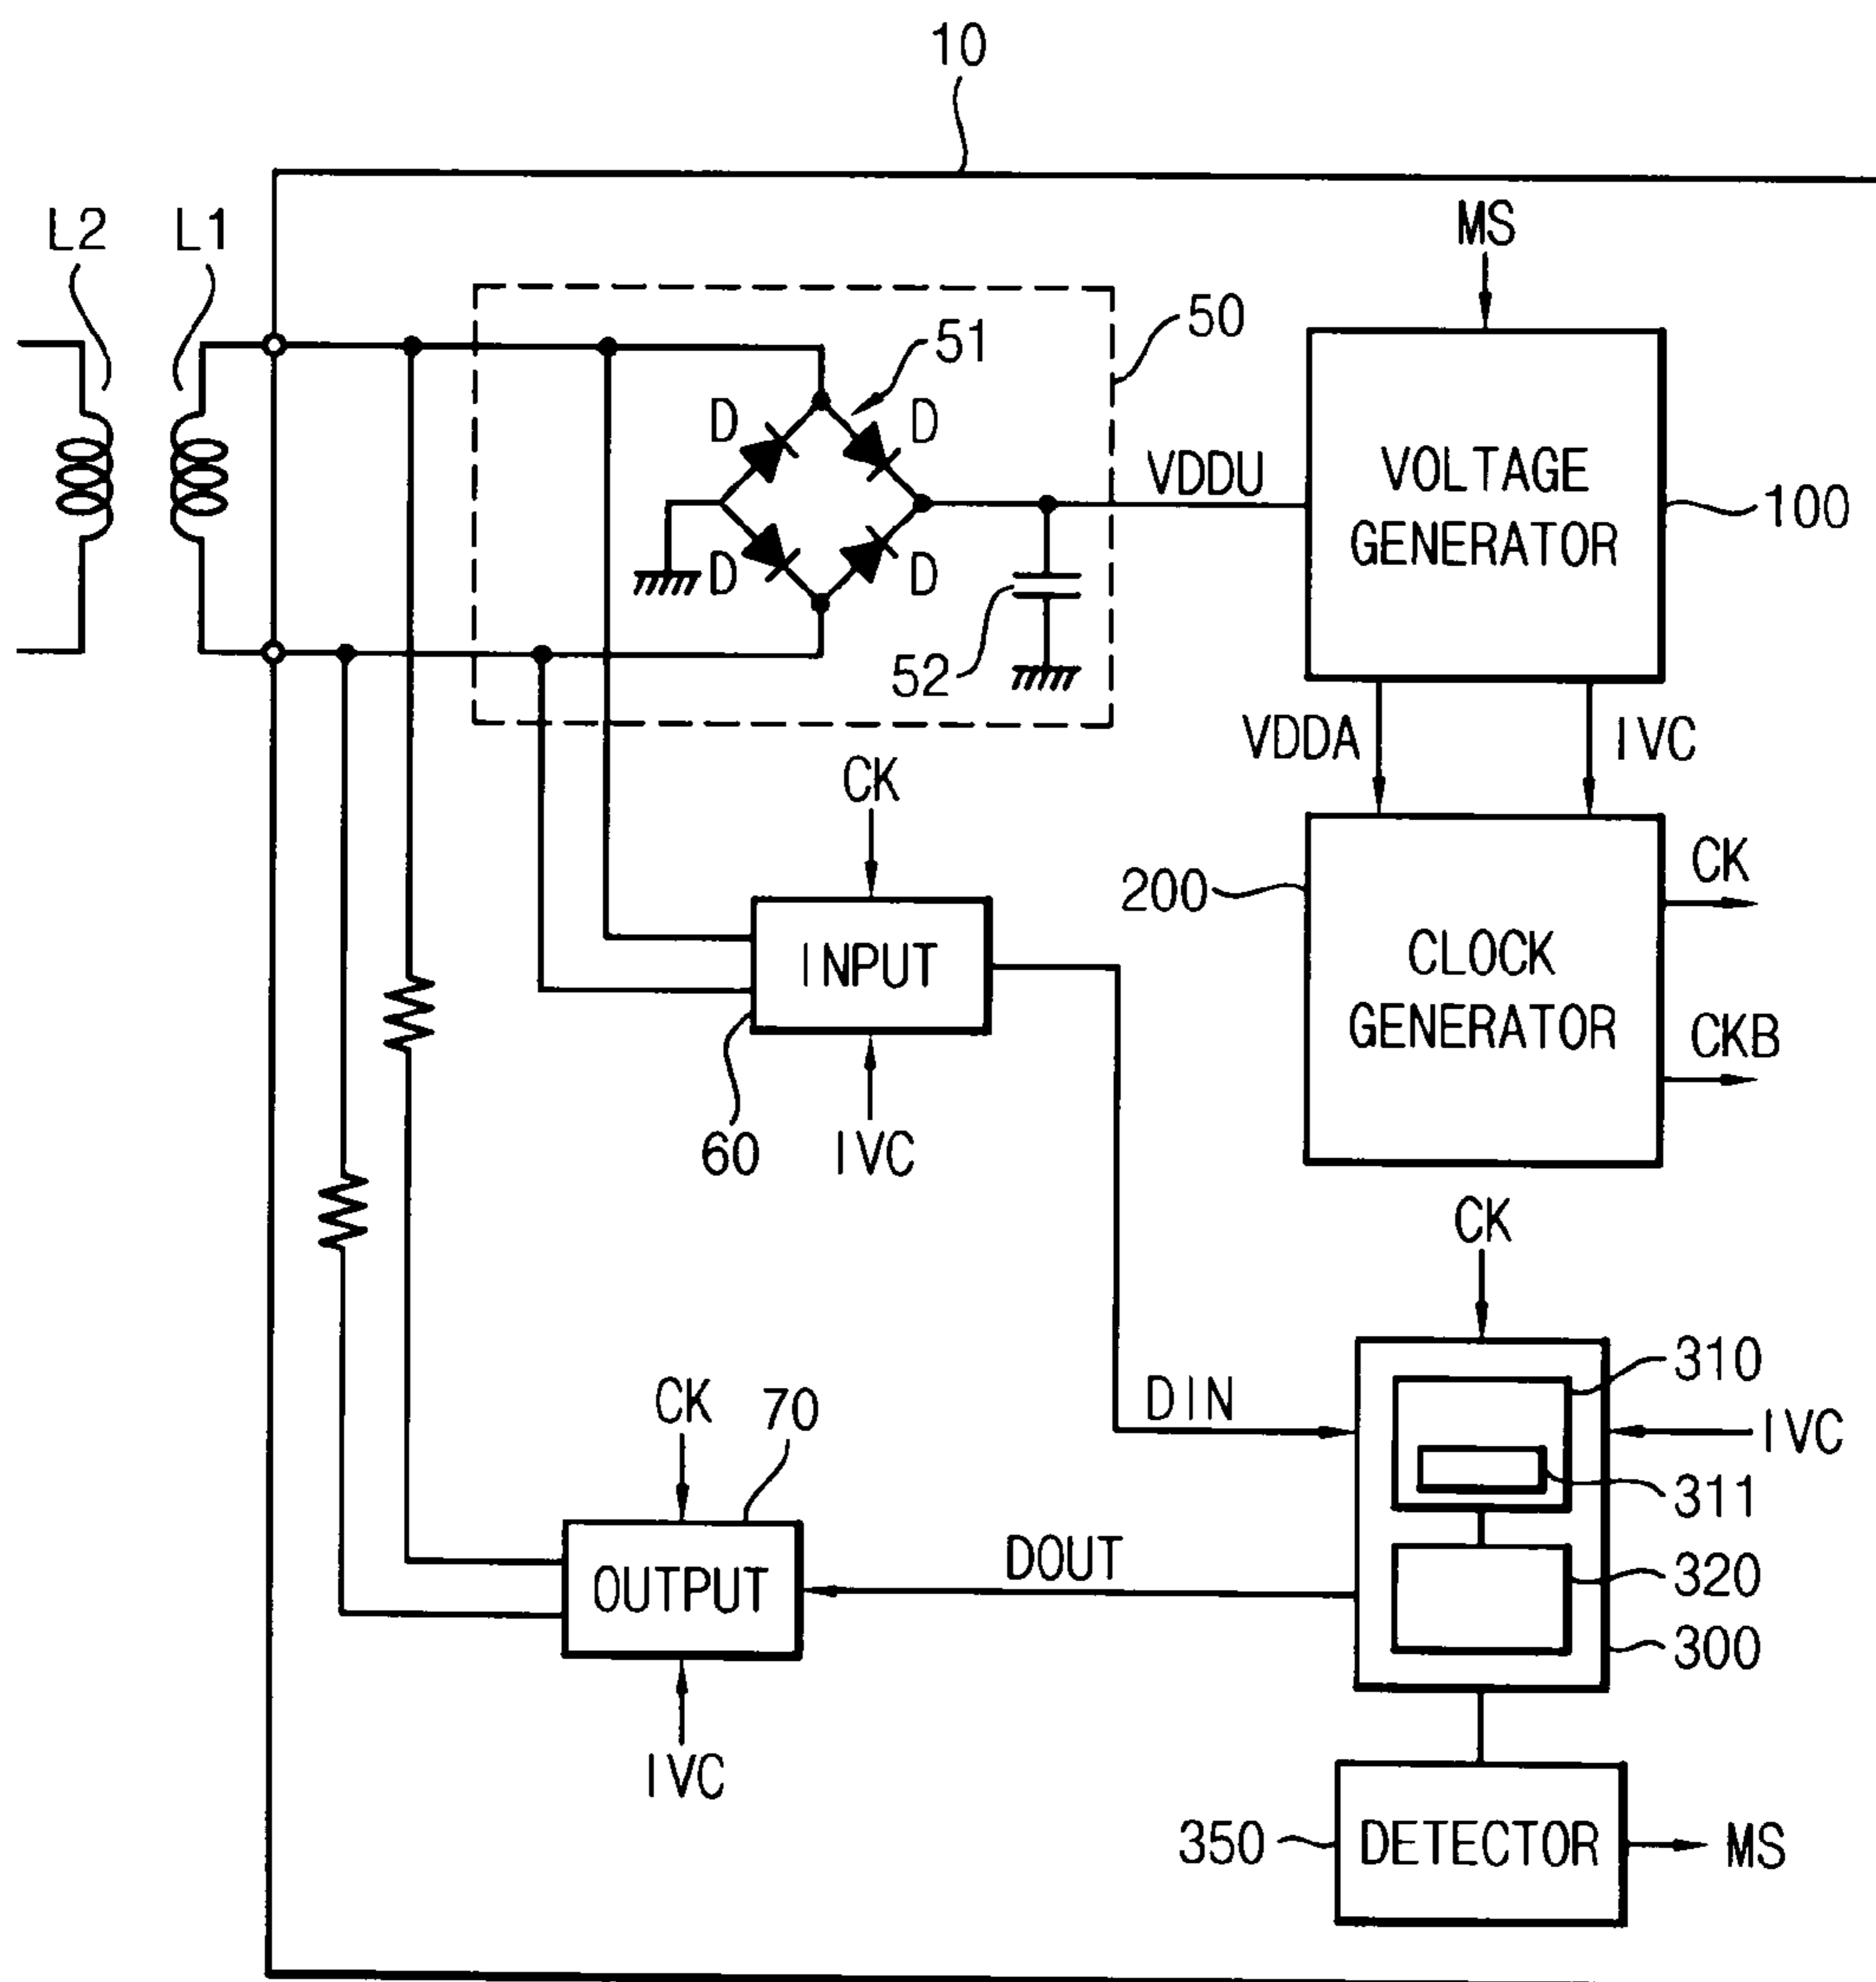 10
L2
L1
MS
50
51
D
D
VDDU
VOLTAGE
GENERATOR
100
D
D
52
VDDA
IVC
CK
CK
200
CLOCK
GENERATOR
INPUT
CKB
60
IVC
CK
310
CK
70
DIN
IVC
311
DOUT
OUTPUT
320
300
IVC
350
DETECTOR
MS